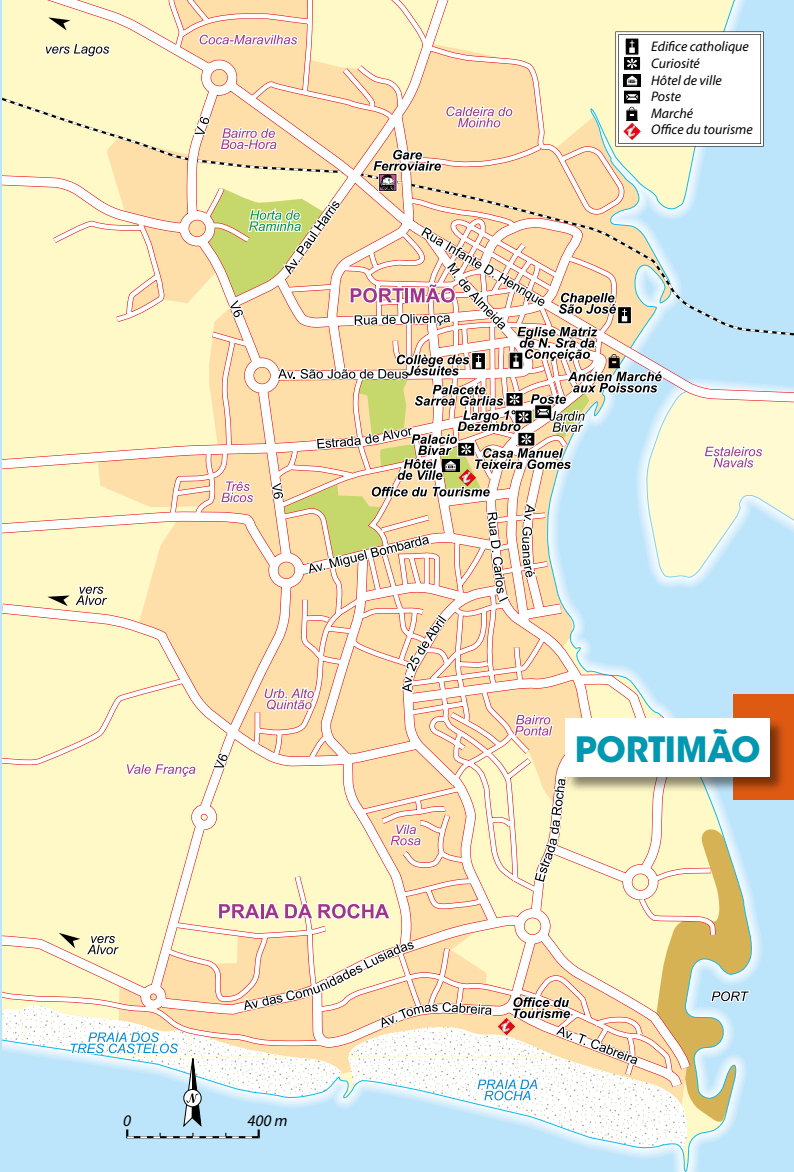 vers Lagos
Coca-Maravilhas
Edifice catholique
Curiosité
Hôtel de ville
Poste
Marché
Office du tourisme
V 6
Bairro de
Boa-Hora
Caldeira do
Moinho
Gare
Ferroviaire
Horta de
Raminha
Av. Paul Harris
Rua Infante D. Henrique
M. de Almeida
PORTIMÃO
V6
Rua de Olivença
Chapelle
São José
Eglise Matriz
de N. Sra da
Conçeição
Collège des
Jésuites
Av. São João de Deus
Ancien Marché
aux Poissons
Palacete
Sarrea Garlias
Poste
Largo 1°
Dezembro
Jardin
Bivar
Estrada de Alvor
Palacio
Bivar
Casa Manuel
Teixeira Gomes
Hôtel
de Ville
Office du Tourisme
Estaleiros
Navals
Três
Bicos
V6
Rua D. Carlos I
Av. Guanaré
Av. Miguel Bombarda
vers
Alvor
Av. 25 de Abril
Urb. Alto
Quintão
Bairro
Pontal
PORTIMÃO
V6
Vale França
Estrada da Rocha
Vila
Rosa
PRAIA DA ROCHA
vers
Alvor
Av das Comunidades Lusiadas
PORT
Av. Tomas Cabreira
Office du
Tourisme
Av. T. Cabreira
PRAIA DOS
TRES CASTELOS
PRAIA DA
ROCHA
N
0 400 m